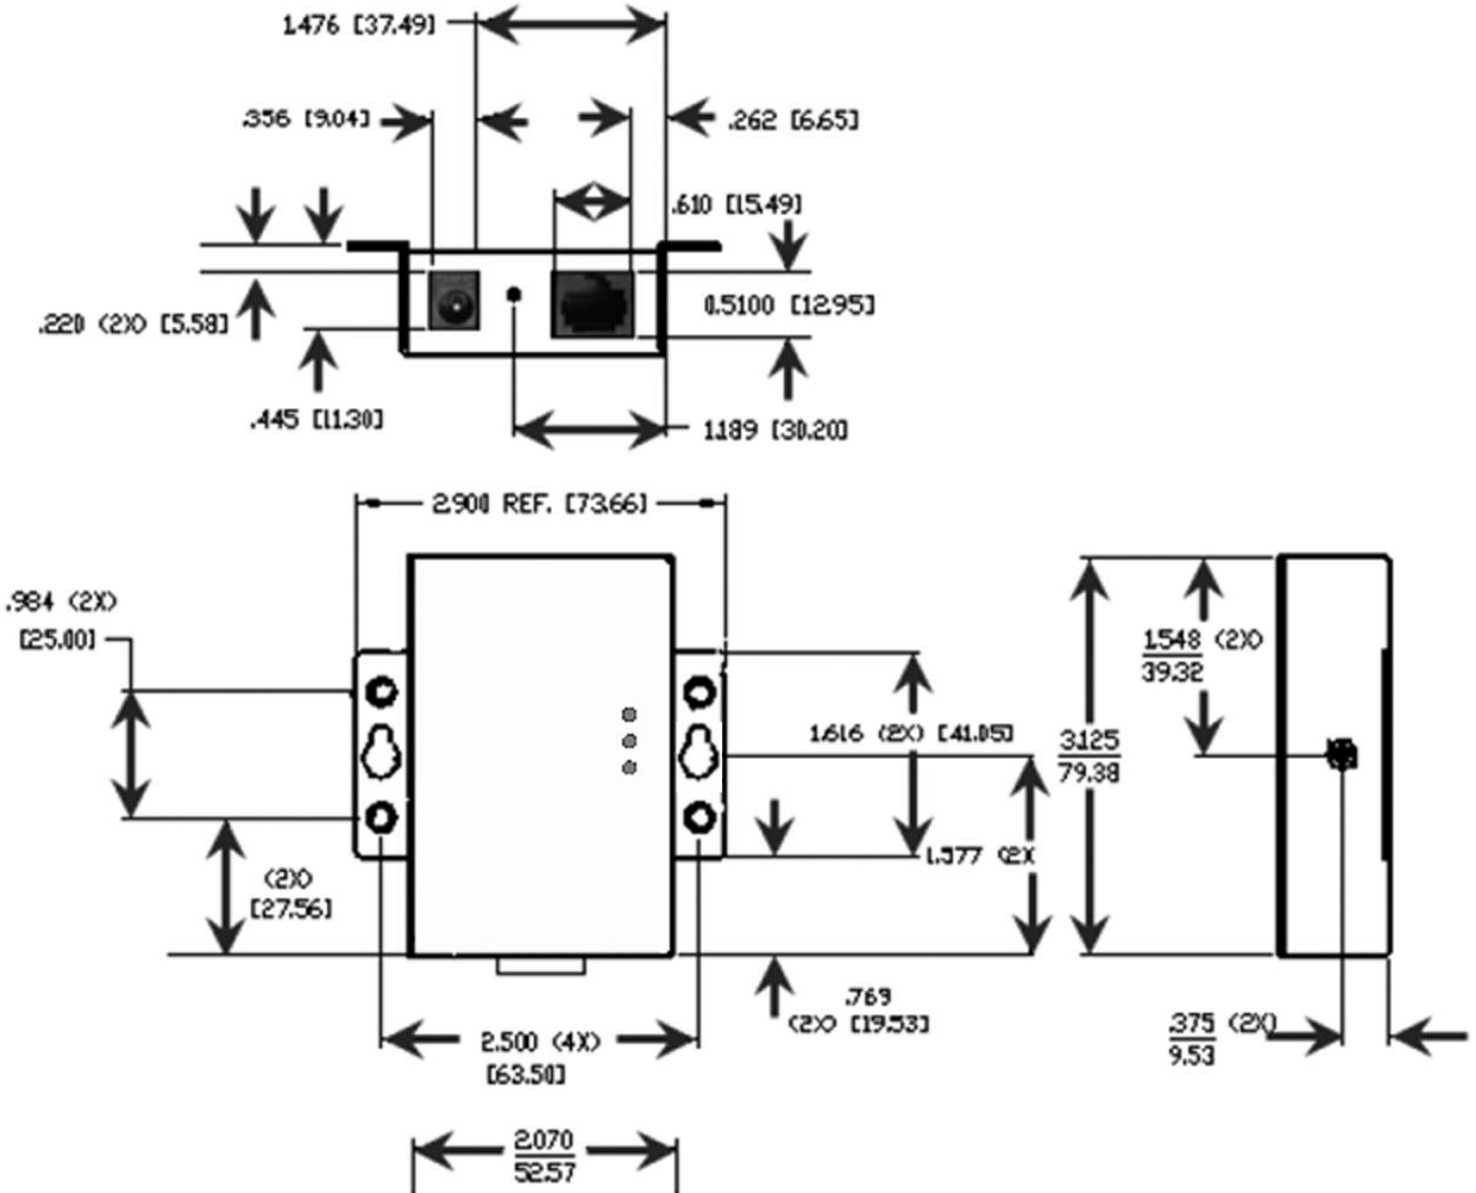 1.476 [37.49]
.356 [9.04]
.262 [6.65]
.610 [15.49]
0.5100 [12.95]
.220 (2X) [5.58]
.445 [11.30]
1.189 [30.20]
2.900 REF. [73.66]
.984 (2X)
[25.00]
1.548 (2X)
39.32
1.616 (2X) [41.05]
3.125
79.38
1.577 (2X
(2X)
[27.56]
.769
(2X) [19.53]
.375 (2X)
9.53
2.500 (4X)
[63.50]
2.070
52.57